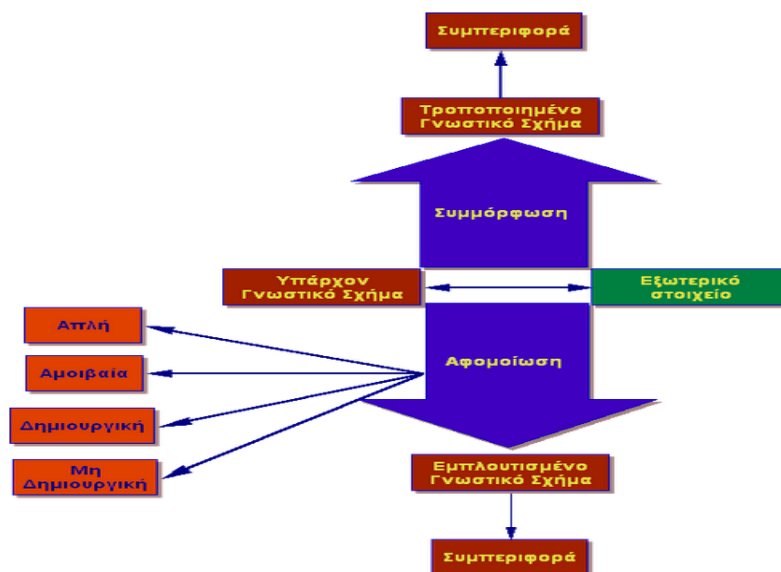 Συμπεριφορά
Τροποποιημένο
Γνωστικό Σχήμα
Συμμόρφωση
Υπάρχον
Γνωστικό Σχήμα
Εξωτερικό
στοιχείο
Απλή
Αμοιβαία
Δημιουργική
Μη
Δημιουργική
Αφομοίωση
Εμπλουτισμένο
Γνωστικό Σχήμα
Συμπεριφορά